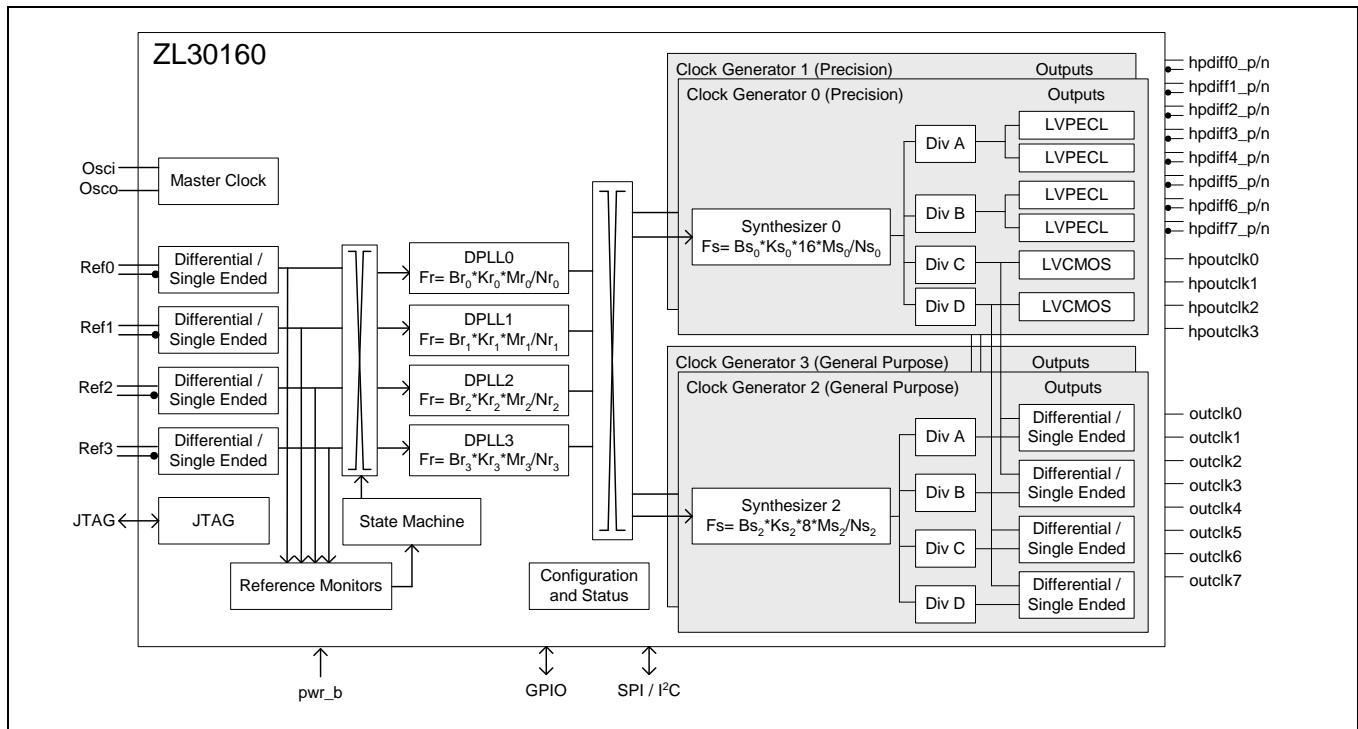 ZL30160
Osci
Osco
Master Clock
Ref0
Differential /
Single Ended
Ref1
Differential /
Single Ended
Ref2
Differential /
Single Ended
Ref3
Differential /
Single Ended
JTAG
JTAG
DPLL0
Fr= Br₀*Kr₀*Mr₀/Nr₀
DPLL1
Fr= Br₁*Kr₁*Mr₁/Nr₁
DPLL2
Fr= Br₂*Kr₂*Mr₂/Nr₂
DPLL3
Fr= Br₃*Kr₃*Mr₃/Nr₃
State Machine
Reference Monitors
Configuration
and Status
Clock Generator 1 (Precision) Outputs
Clock Generator 0 (Precision) Outputs
Synthesizer 0
Fs= Bs₀*Ks₀*16*Ms₀/Ns₀
Div A
Div B
Div C
Div D
LVPECL
LVPECL
LVPECL
LVPECL
LVCMOS
LVCMOS
Clock Generator 3 (General Purpose) Outputs
Clock Generator 2 (General Purpose) Outputs
Synthesizer 2
Fs= Bs₂*Ks₂*8*Ms₂/Ns₂
Div A
Div B
Div C
Div D
Differential /
Single Ended
Differential /
Single Ended
Differential /
Single Ended
Differential /
Single Ended
hpdiff0_p/n
hpdiff1_p/n
hpdiff2_p/n
hpdiff3_p/n
hpdiff4_p/n
hpdiff5_p/n
hpdiff6_p/n
hpdiff7_p/n
hpoutclk0
hpoutclk1
hpoutclk2
hpoutclk3
outclk0
outclk1
outclk2
outclk3
outclk4
outclk5
outclk6
outclk7
pwr_b
GPIO
SPI / I²C